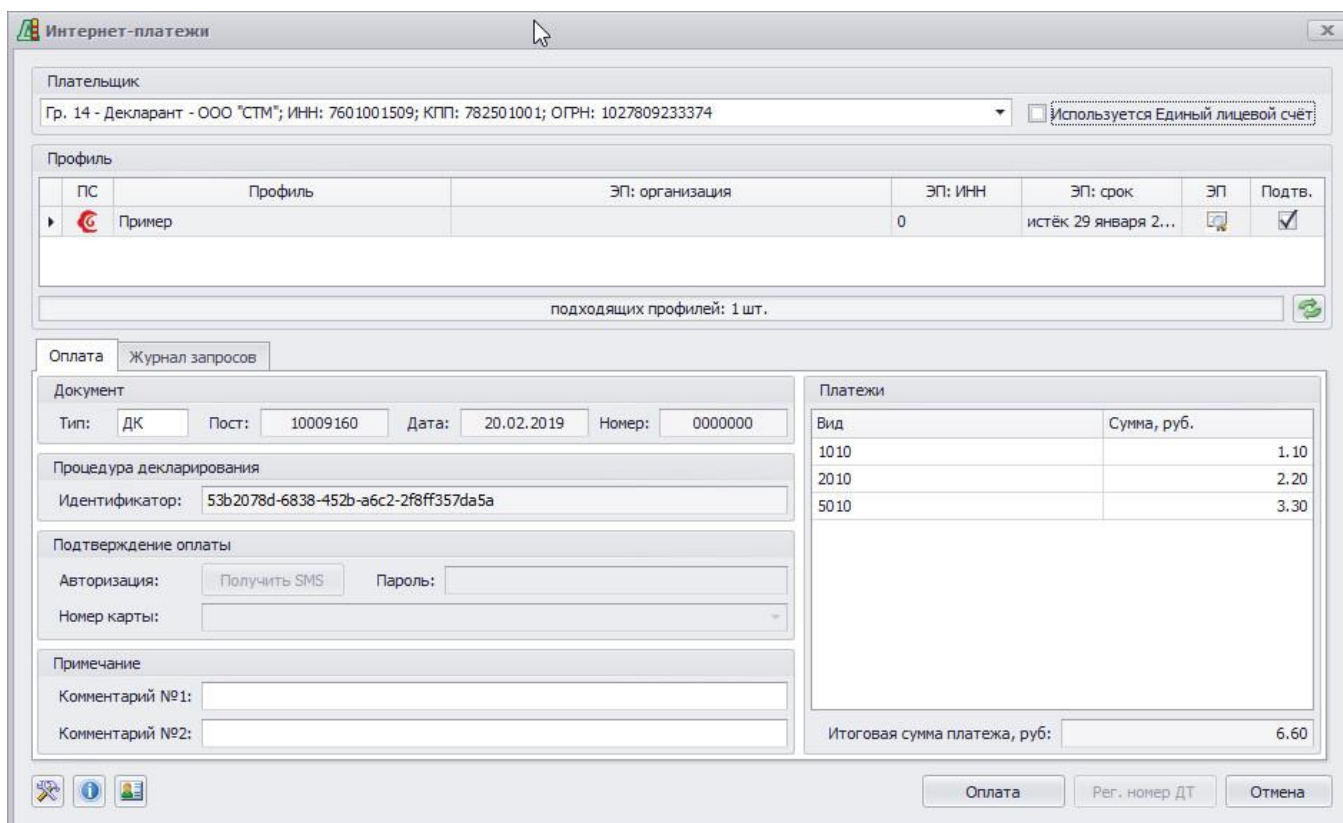 Интернет-платежи
Плательщик
Гр. 14 - Декларант - ООО "СТМ"; ИНН: 7601001509; КПП: 782501001; ОГРН: 1027809233374
Используется Единый лицевой счёт
Профиль
ПС Профиль ЭП: организация ЭП: ИНН ЭП: срок ЭП Подтв.
Пример 0 истёк 29 января 2...
подходящих профилей: 1 шт.
Оплата Журнал запросов
Документ
Тип: ДК Пост: 10009160 Дата: 20.02.2019 Номер: 0000000
Процедура декларирования
Идентификатор: 53b2078d-6838-452b-a6c2-2f8ff357da5a
Подтверждение оплаты
Авторизация: Получить SMS Пароль:
Номер карты:
Примечание
Комментарий №1:
Комментарий №2:
Платежи
Вид Сумма, руб.
1010 1.10
2010 2.20
5010 3.30
Итоговая сумма платежа, руб: 6.60
Оплата Рег. номер ДТ Отмена